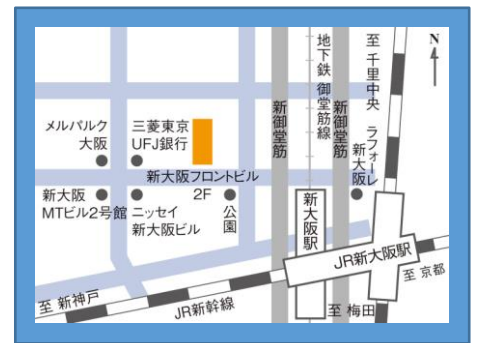 地下鉄 御堂筋線
至 千里中央
N
メルパルク
大阪
三菱東京
UFJ銀行
新御堂筋
新御堂筋
ラフォーレ
新大阪
新大阪フロントビル
2F
新大阪
MTビル2号館
ニッセイ
新大阪ビル
公園
新大阪駅
JR新大阪駅
至 京都
至 新神戸
JR新幹線
至 梅田